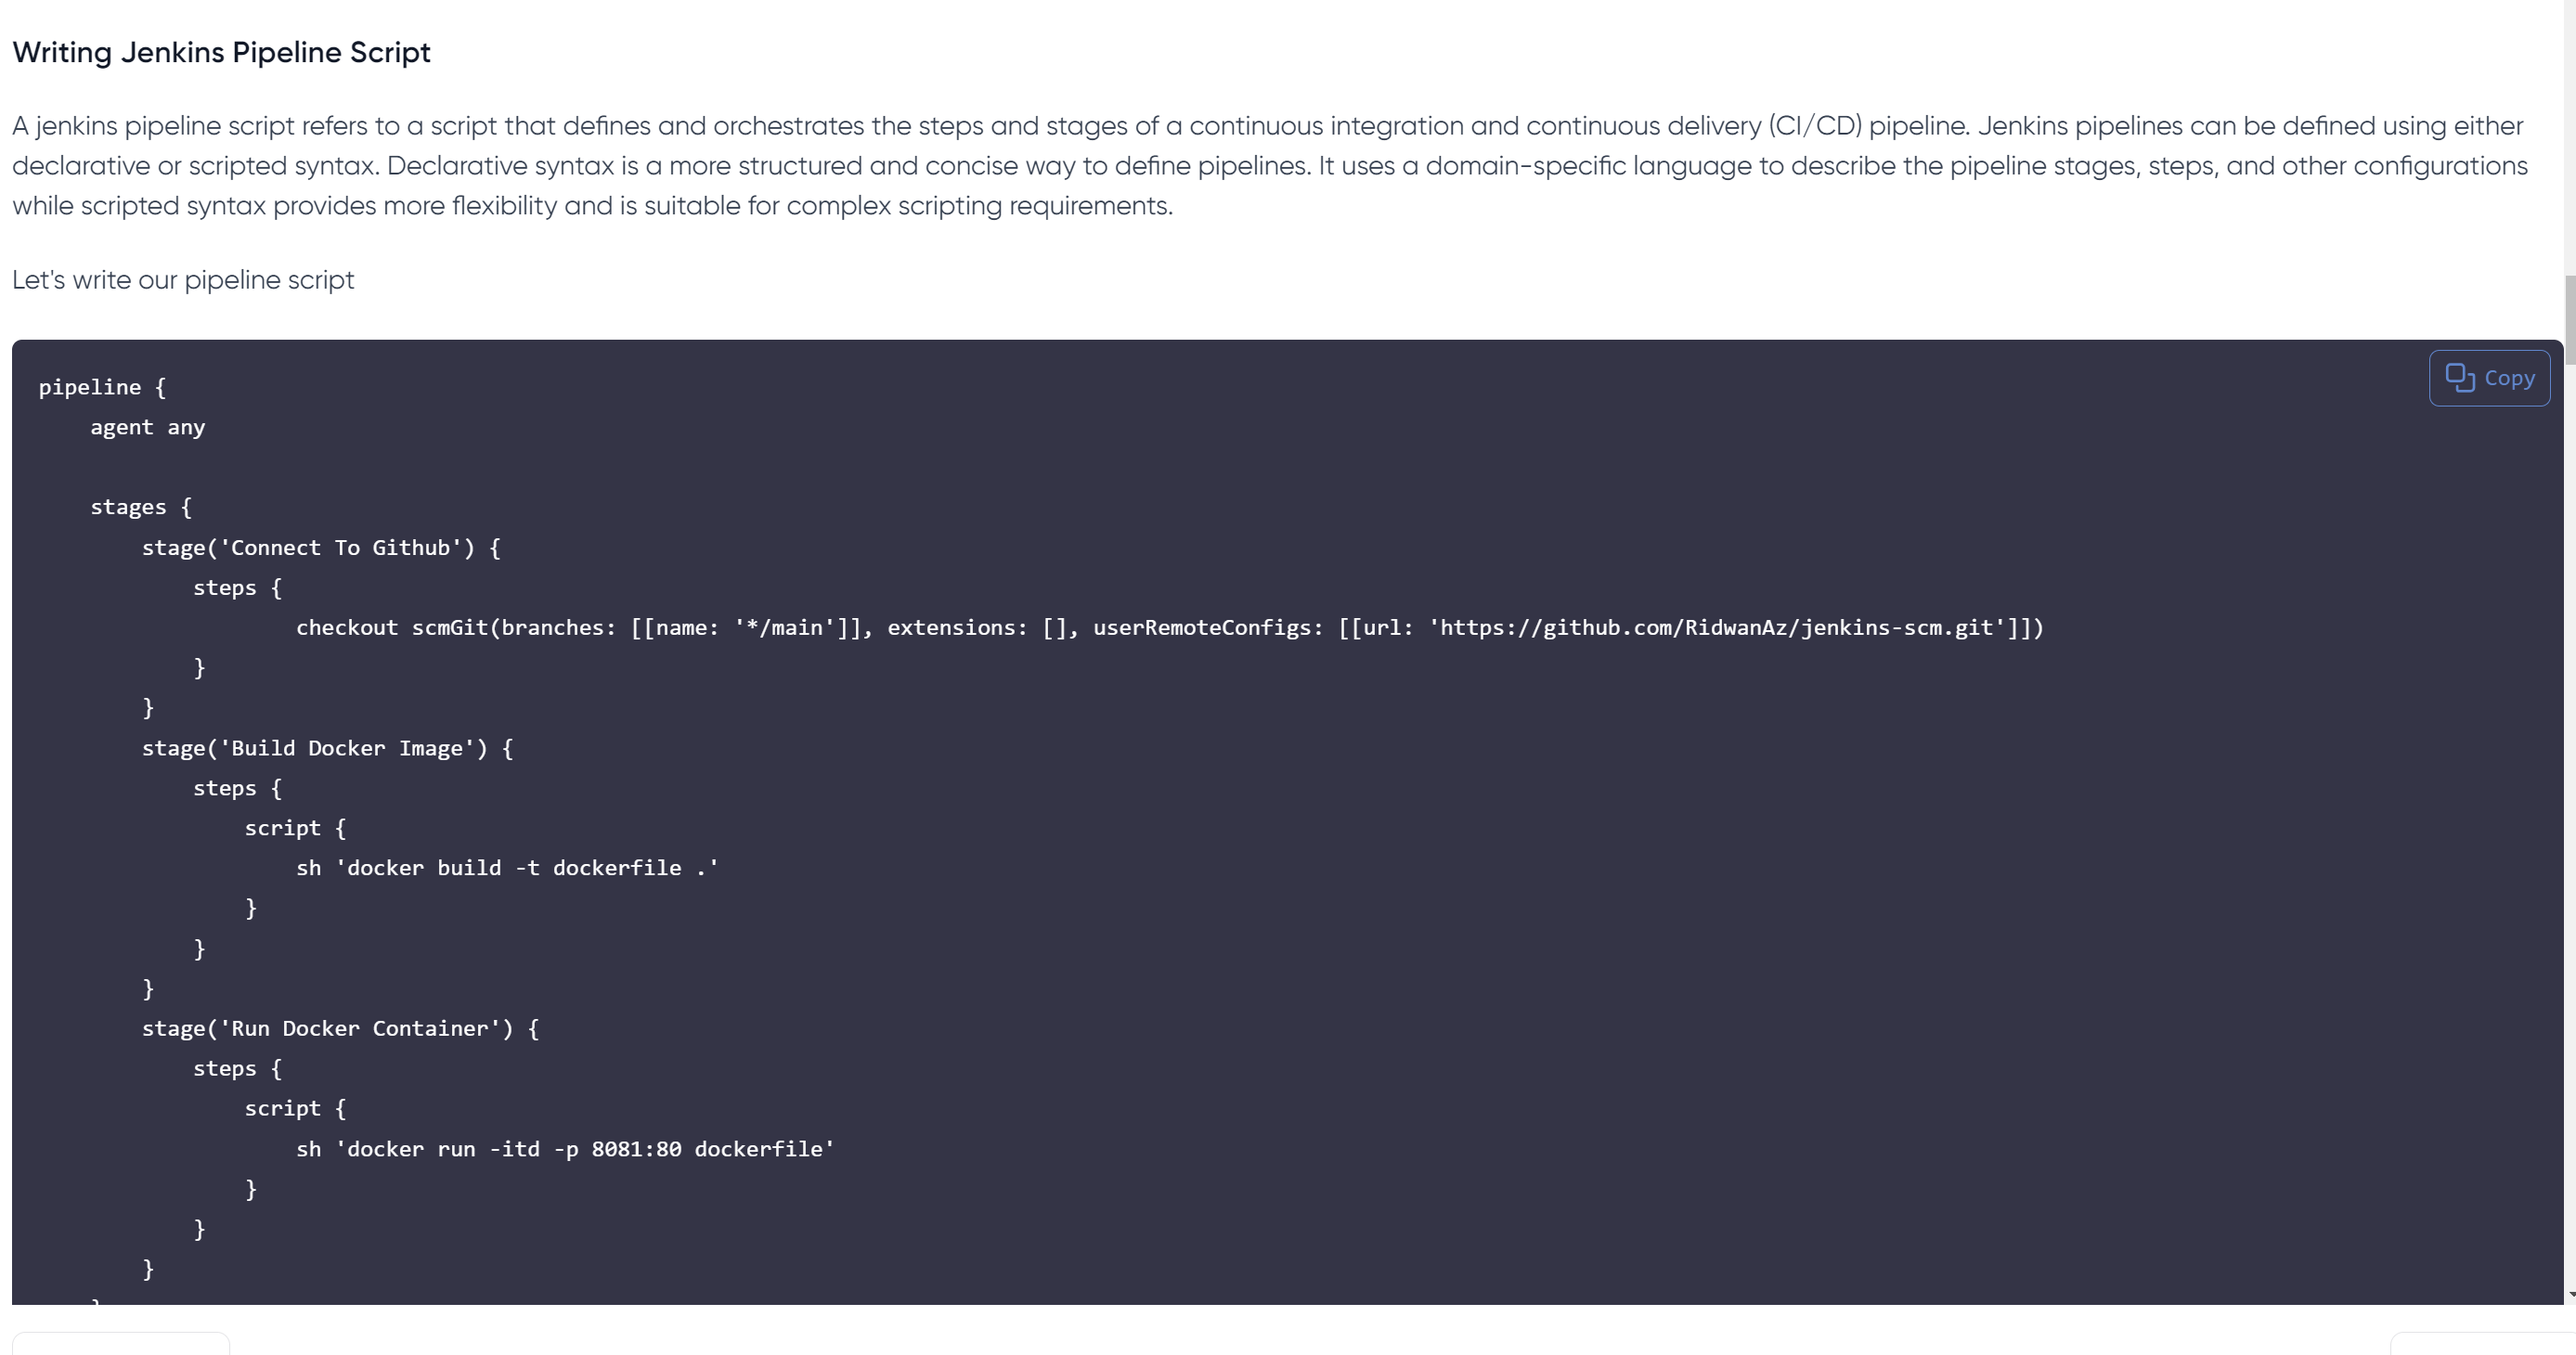 Writing Jenkins Pipeline Script
A jenkins pipeline script refers to a script that defines and orchestrates the steps and stages of a continuous integration and continuous delivery (CI/CD) pipeline. Jenkins pipelines can be defined using either
declarative or scripted syntax. Declarative syntax is a more structured and concise way to define pipelines. It uses a domain-specific language to describe the pipeline stages, steps, and other configurations
while scripted syntax provides more flexibility and is suitable for complex scripting requirements.
Let's write our pipeline script
Copy
pipeline {
    agent any

    stages {
        stage('Connect To Github') {
            steps {
                    checkout scmGit(branches: [[name: '*/main']], extensions: [], userRemoteConfigs: [[url: 'https://github.com/RidwanAz/jenkins-scm.git']])
            }
        }
        stage('Build Docker Image') {
            steps {
                script {
                    sh 'docker build -t dockerfile .'
                }
            }
        }
        stage('Run Docker Container') {
            steps {
                script {
                    sh 'docker run -itd -p 8081:80 dockerfile'
                }
            }
        }
    }